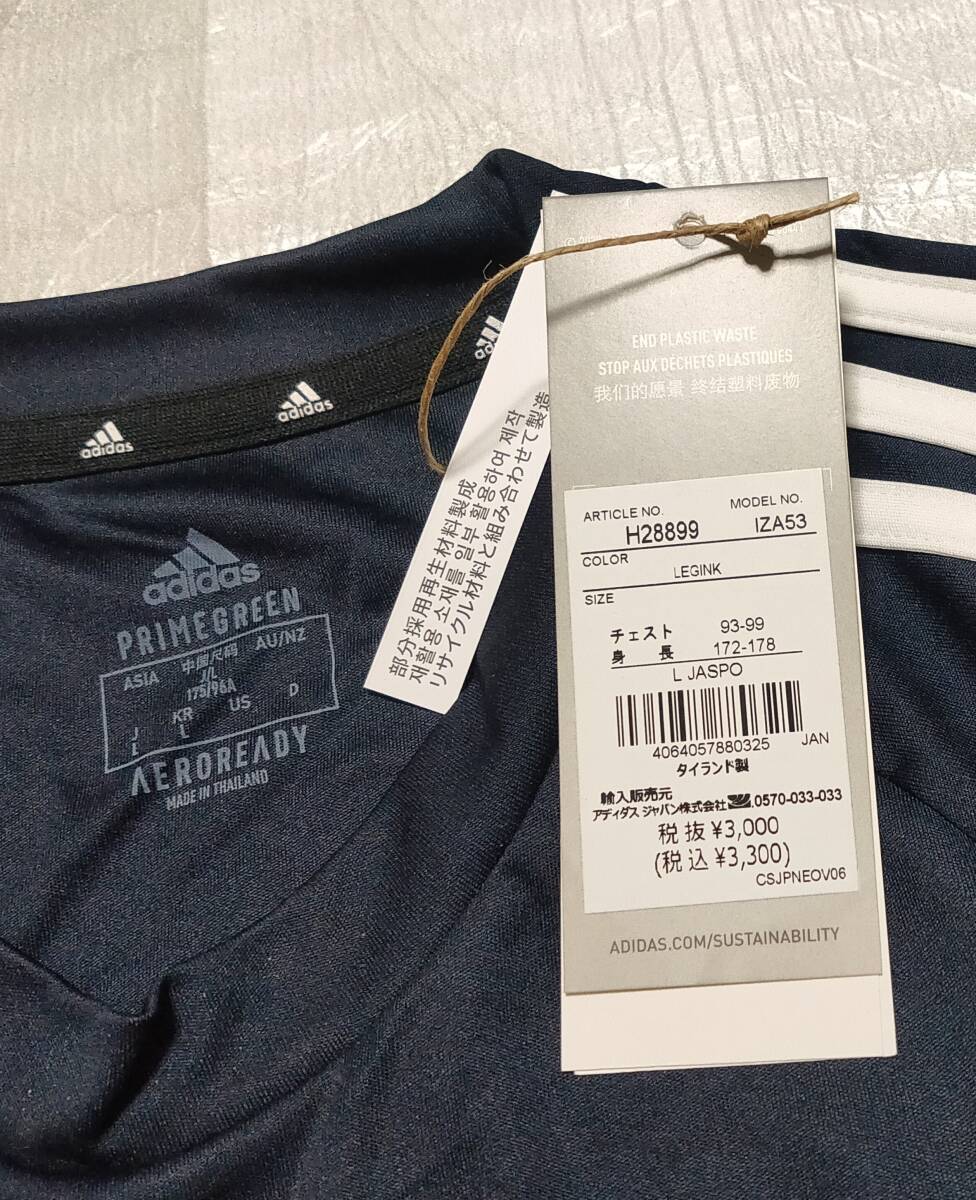 END PLASTIC WASTE
STOP AUX DÉCHETS PLASTIQUES
我们的愿景 终结塑料废物
ARTICLE NO.
H28899
MODEL NO.
IZA53
COLOR
LEGINK
SIZE
チェスト 93-99
身 長 172-178
L JASPO
4064057880325 JAN
タイランド製
輸入販売元
アディダス ジャパン株式会社 0570-033-033
税 抜 ¥3,000
(税 込 ¥3,300)
CSJPNEOV06
ADIDAS.COM/SUSTAINABILITY
部分採用再生材料製成
재활용 소재를 일부 활용하여 제작
リサイクル材料と組み合わせて製造
adidas
adidas
adidas
PRIMEGREEN
ASIA 中国尺码 AU/NZ
J/L
175/96A
J KR US D
L L
AEROREADY
MADE IN THAILAND